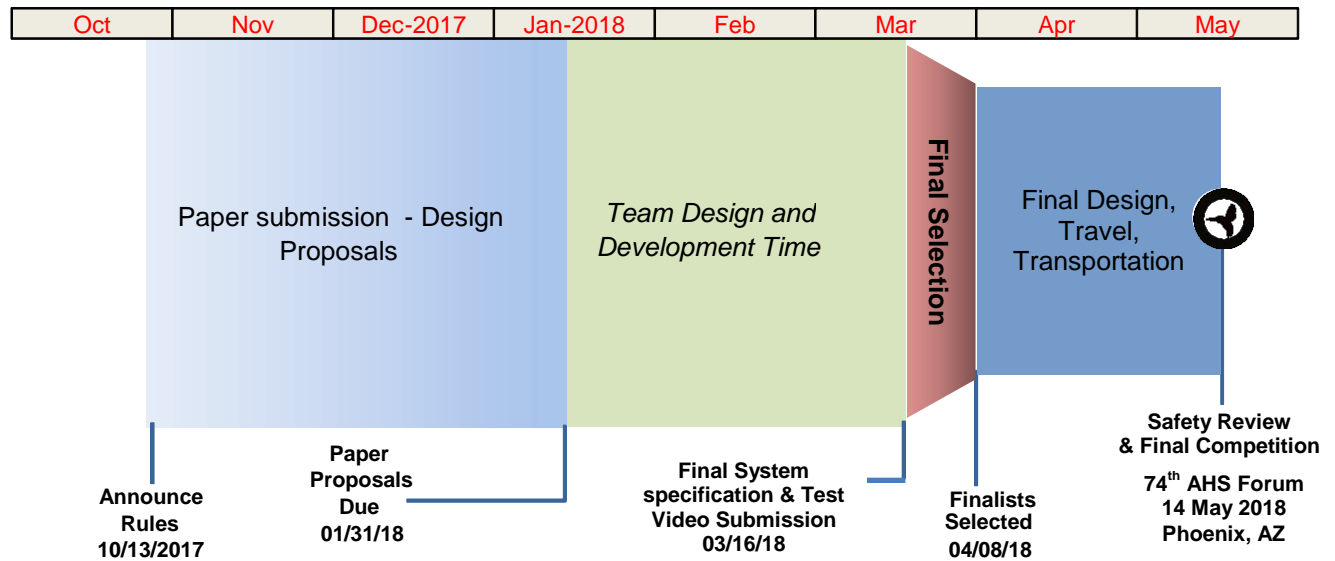 Oct Nov Dec-2017 Jan-2018 Feb Mar Apr May
Paper submission  - Design
Proposals
Team Design and
Development Time
Final Selection
Final Design,
Travel,
Transportation
Announce
Rules
10/13/2017
Paper
Proposals
Due
01/31/18
Final System
specification & Test
Video Submission
03/16/18
Finalists
Selected
04/08/18
Safety Review
& Final Competition
74th AHS Forum
14 May 2018
Phoenix, AZ